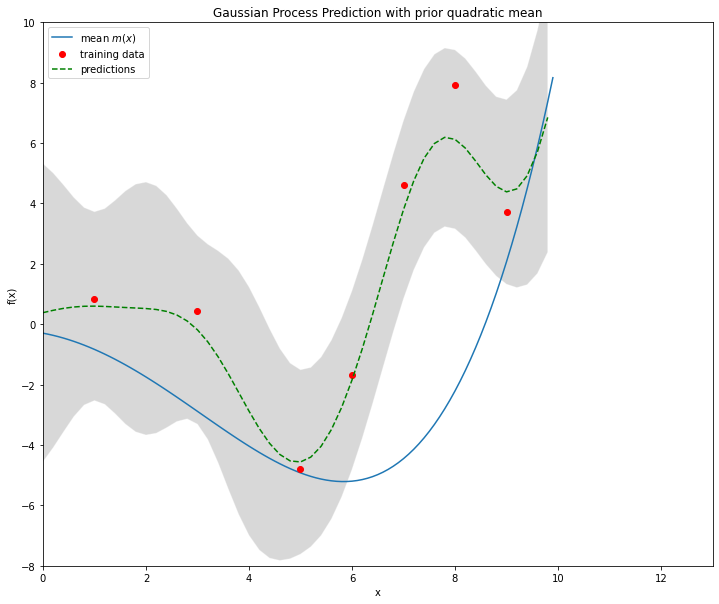 Gaussian Process Prediction with prior quadratic mean
mean m(x)
training data
predictions
f(x)
10
8
6
4
2
0
−2
−4
−6
−8
0 2 4 6 8 10 12
x